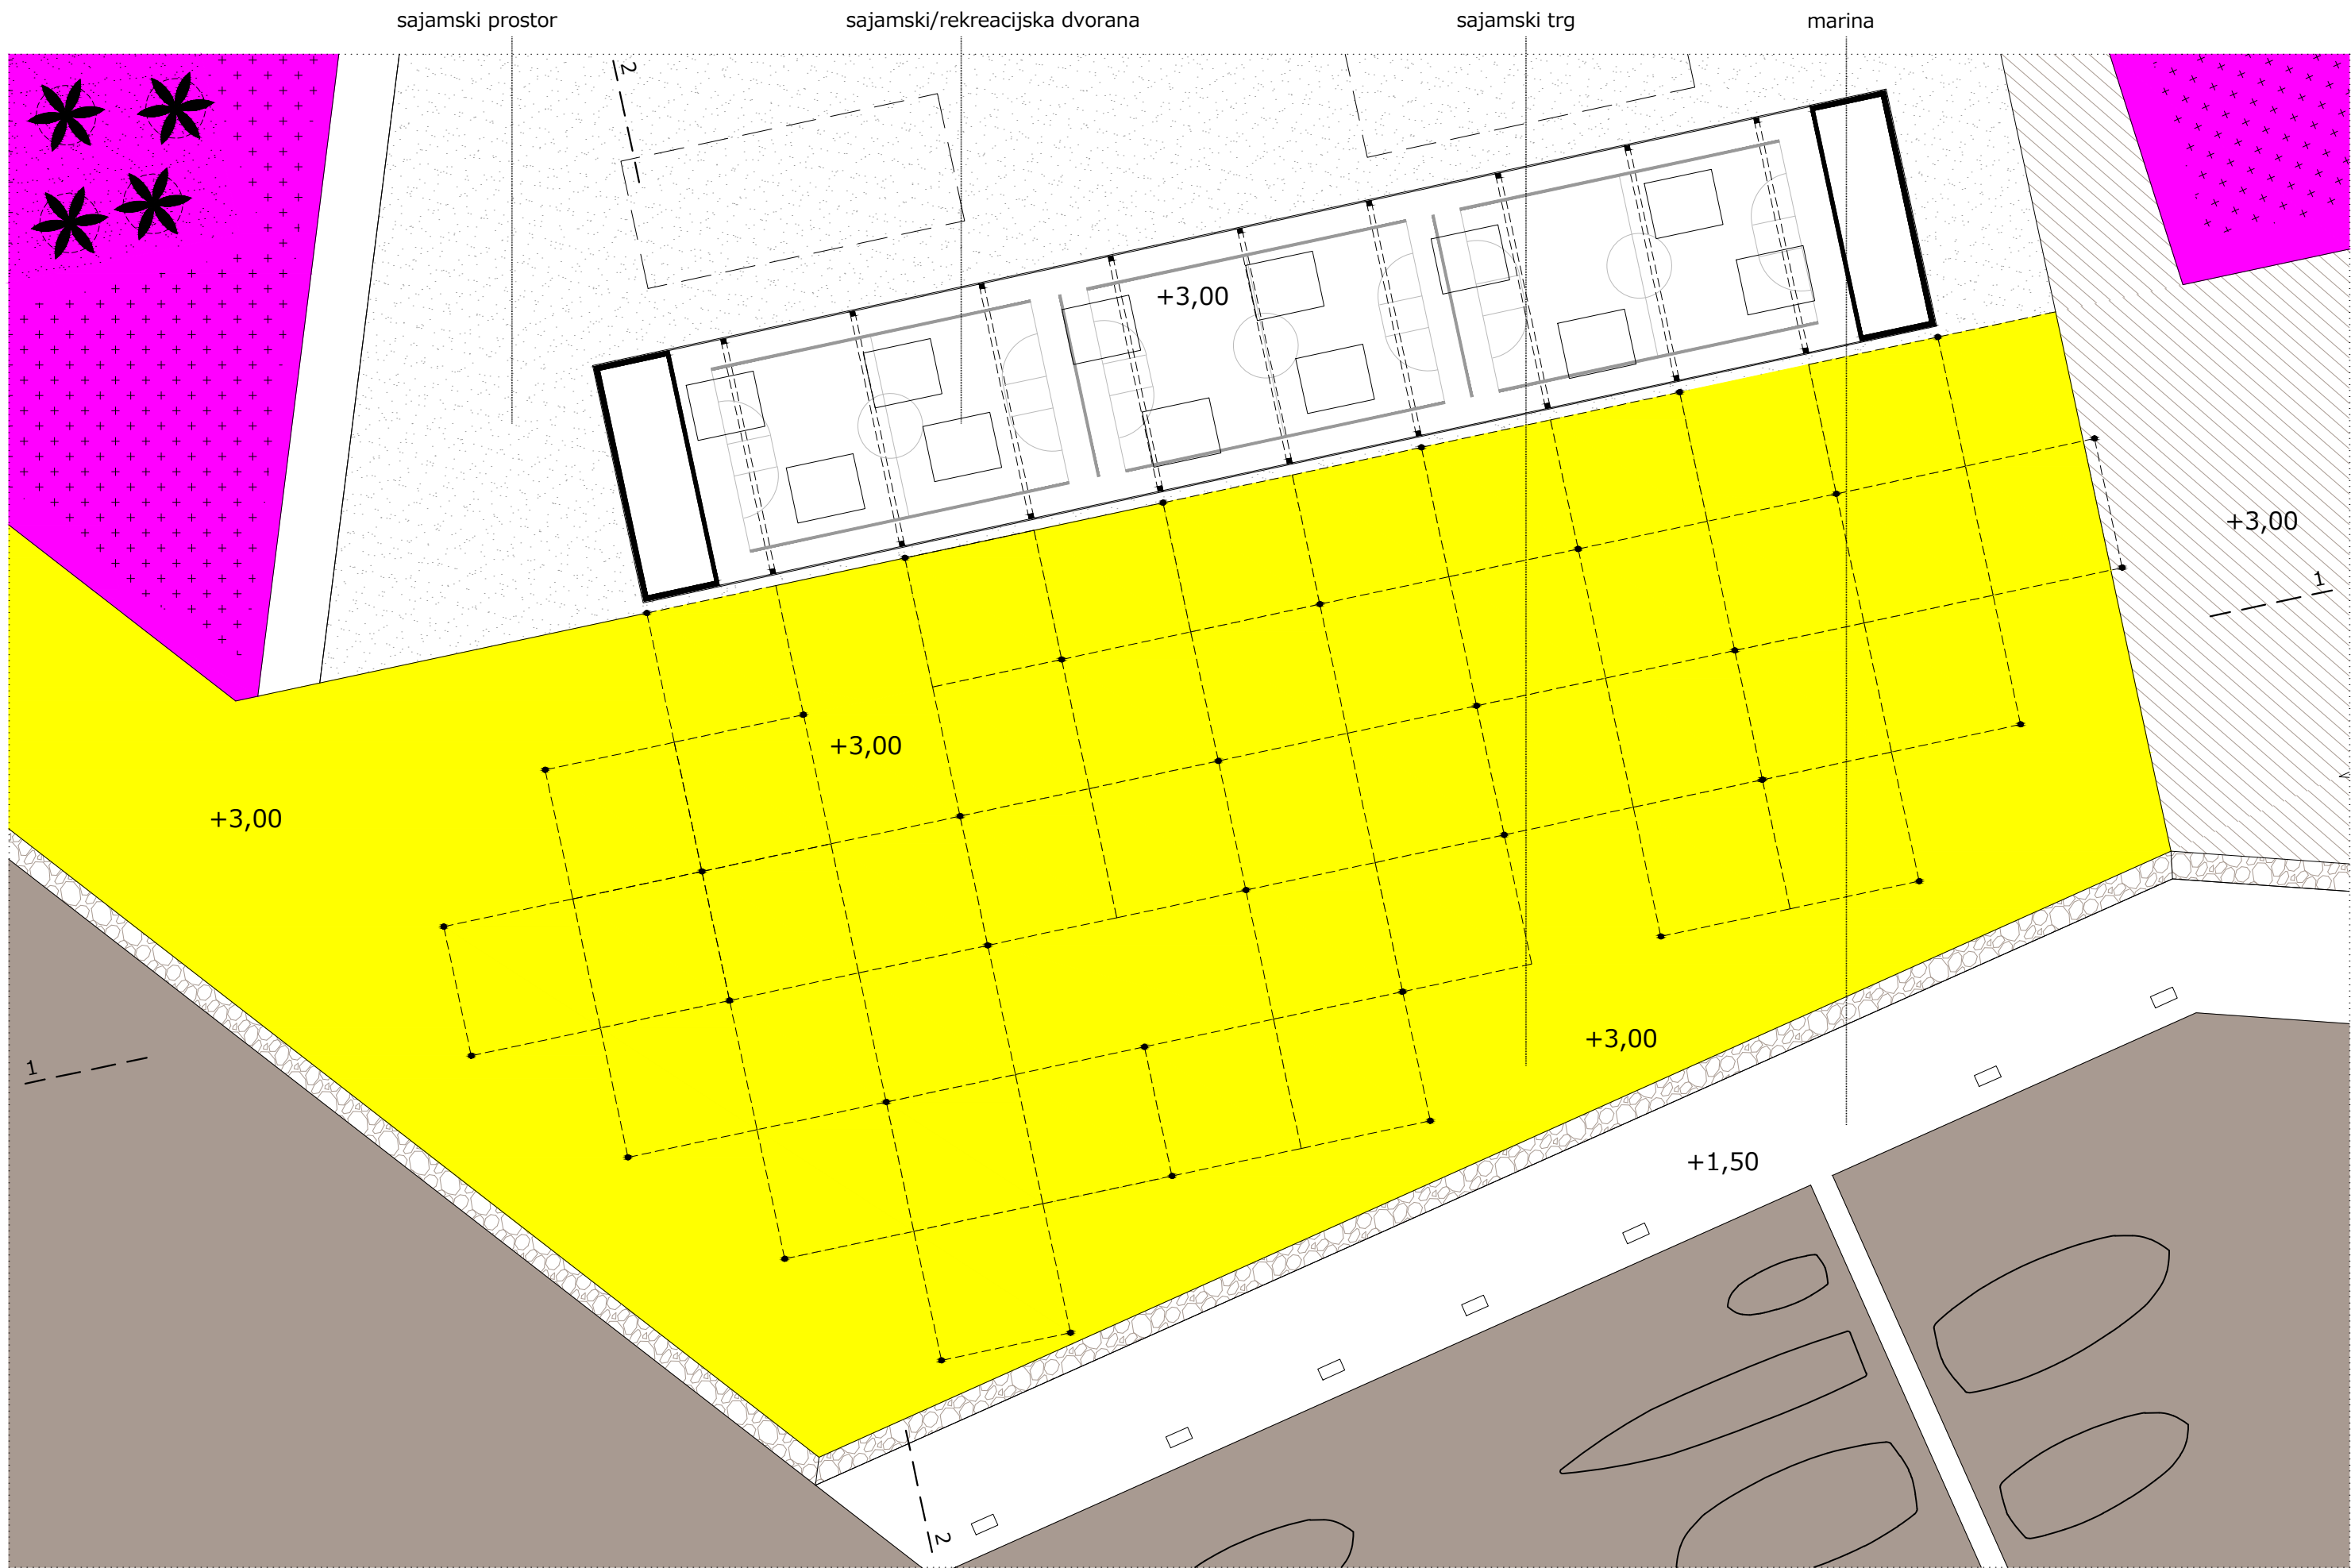 sajamski prostor
sajamski/rekreacijska dvorana
sajamski trg
marina
2
+3,00
+3,00
1
+3,00
+3,00
+3,00
1
+1,50
2